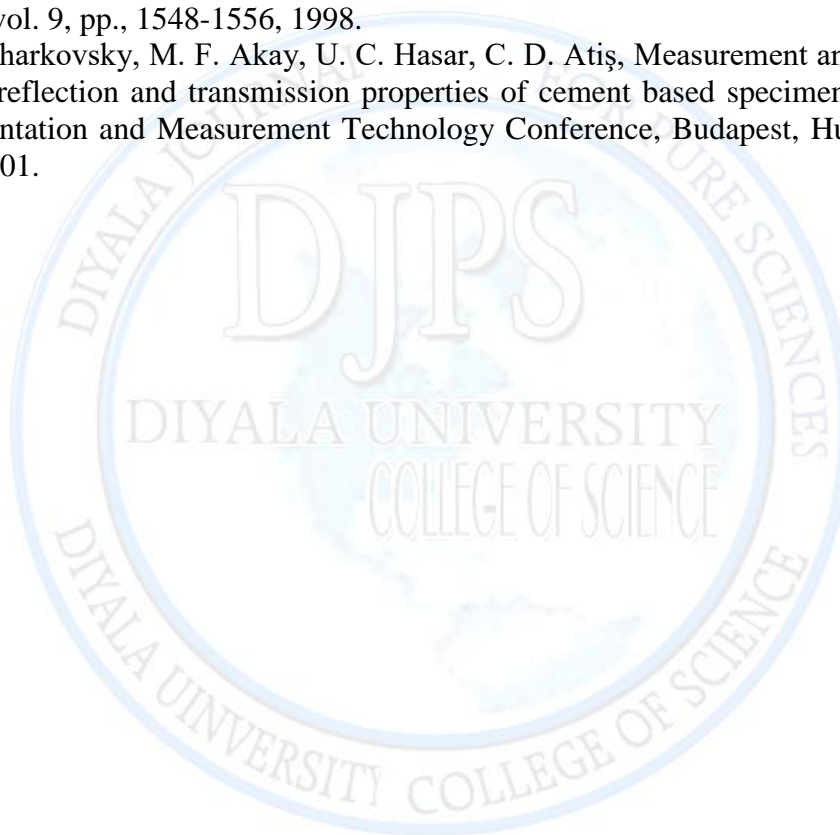 vol. 9, pp., 1548-1556, 1998.
harkovsky, M. F. Akay, U. C. Hasar, C. D. Atiş, Measurement an
reflection and transmission properties of cement based specimen
ntation and Measurement Technology Conference, Budapest, Hu
01.
DIYALA JOURNAL FOR PURE SCIENCES
DJPS
DIYALA UNIVERSITY
COLLEGE OF SCIENCE
DIYALA UINVERSITY COLLEGE OF SCIENCE